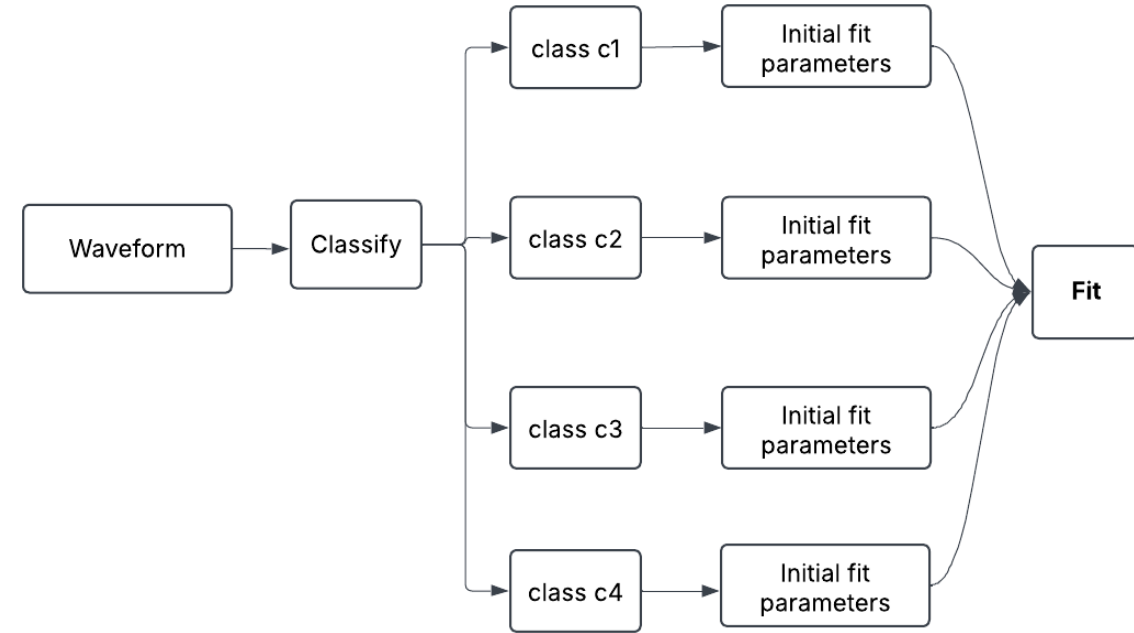 Waveform
Classify
class c1
Initial fit
parameters
class c2
Initial fit
parameters
class c3
Initial fit
parameters
class c4
Initial fit
parameters
Fit